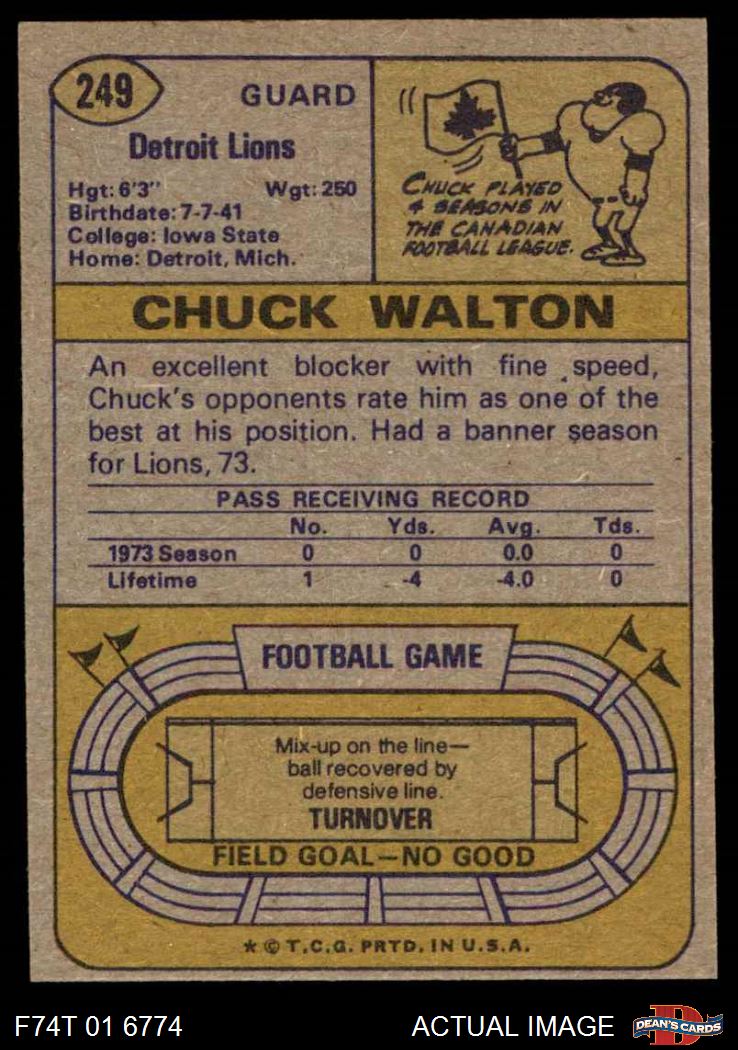 249
GUARD
Detroit Lions
Hgt: 6'3" Wgt: 250
Birthdate: 7-7-41
College: Iowa State
Home: Detroit, Mich.
CHUCK PLAYED
4 SEASONS IN
THE CANADIAN
FOOTBALL LEAGUE.
CHUCK WALTON
An excellent blocker with fine speed,
Chuck's opponents rate him as one of the
best at his position. Had a banner season
for Lions, 73.
PASS RECEIVING RECORD
No. Yds. Avg. Tds.
1973 Season 0 0 0.0 0
Lifetime 1 -4 -4.0 0
FOOTBALL GAME
Mix-up on the line—
ball recovered by
defensive line.
TURNOVER
FIELD GOAL—NO GOOD
* © T.C.G. PRTD. IN U.S.A.
F74T 01 6774 ACTUAL IMAGE
D
DEAN'S CARDS